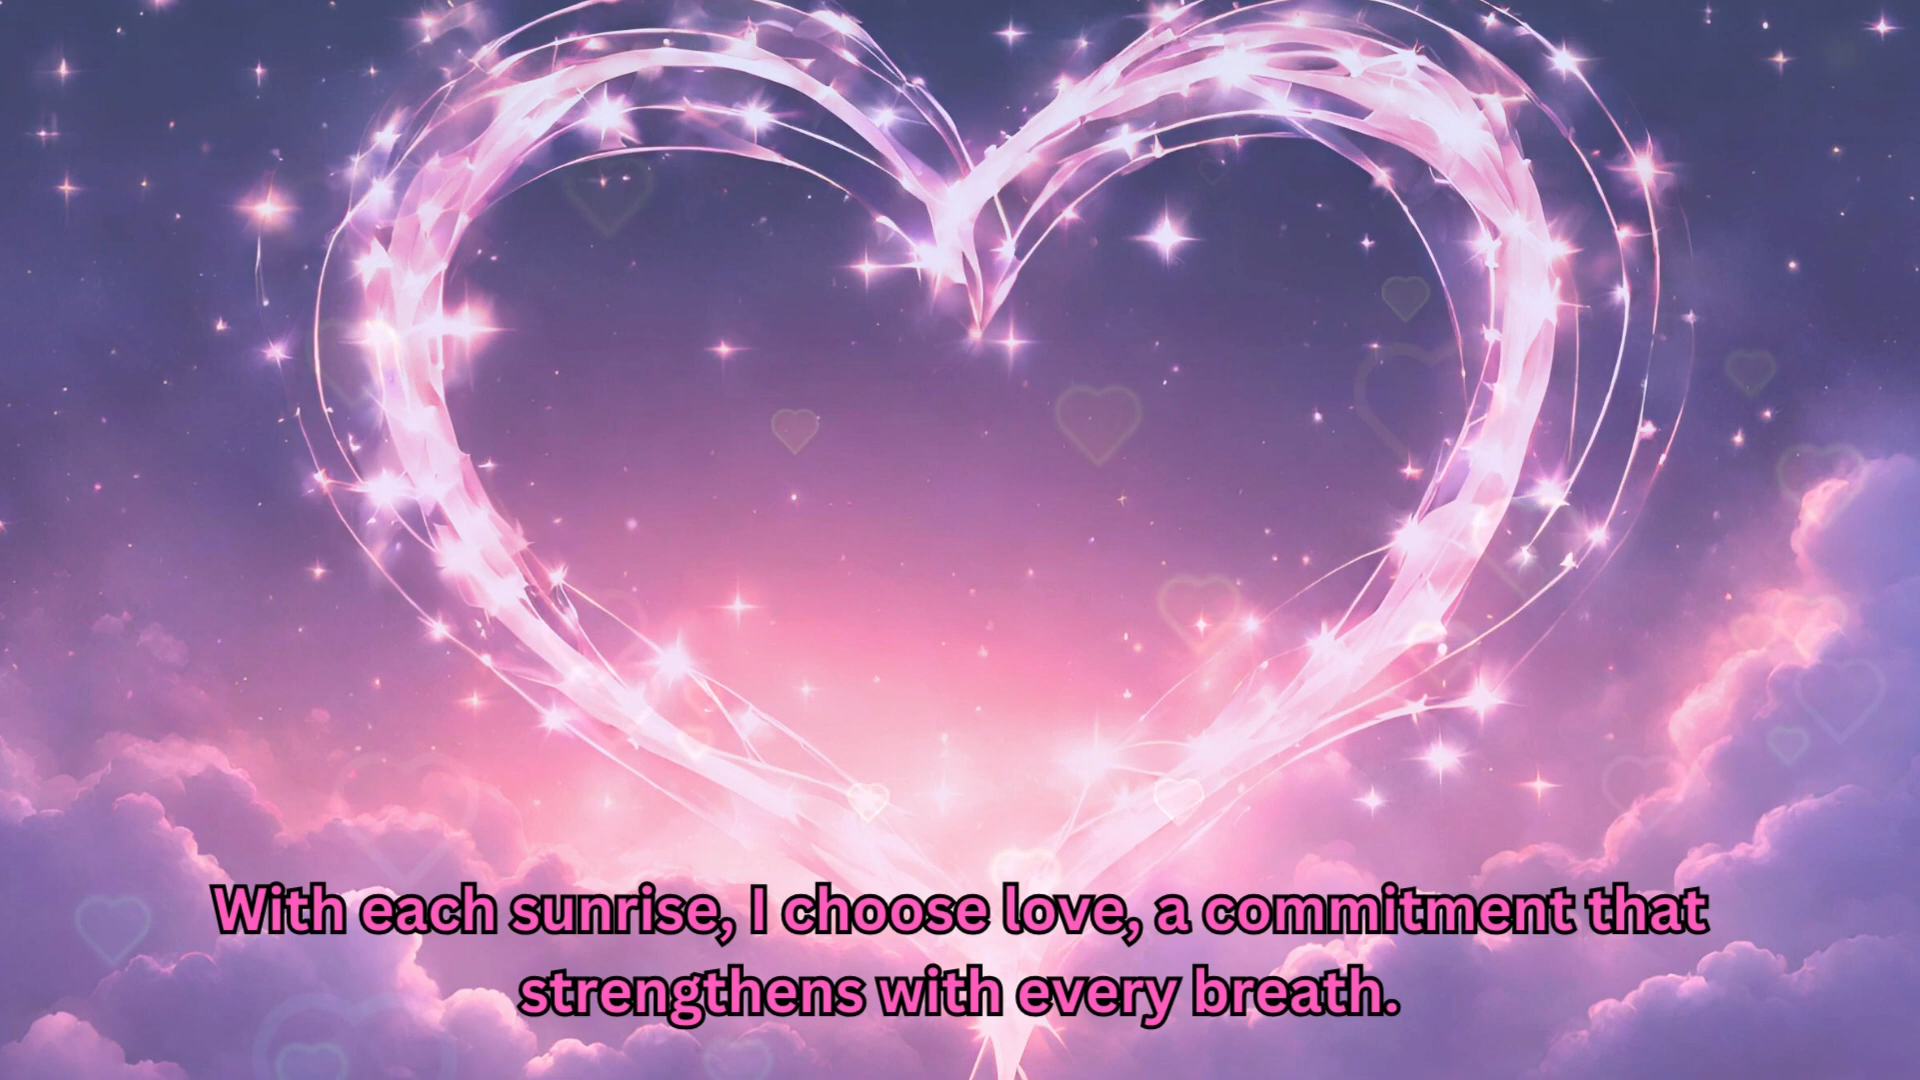 With each sunrise, I choose love, a commitment that
strengthens with every breath.